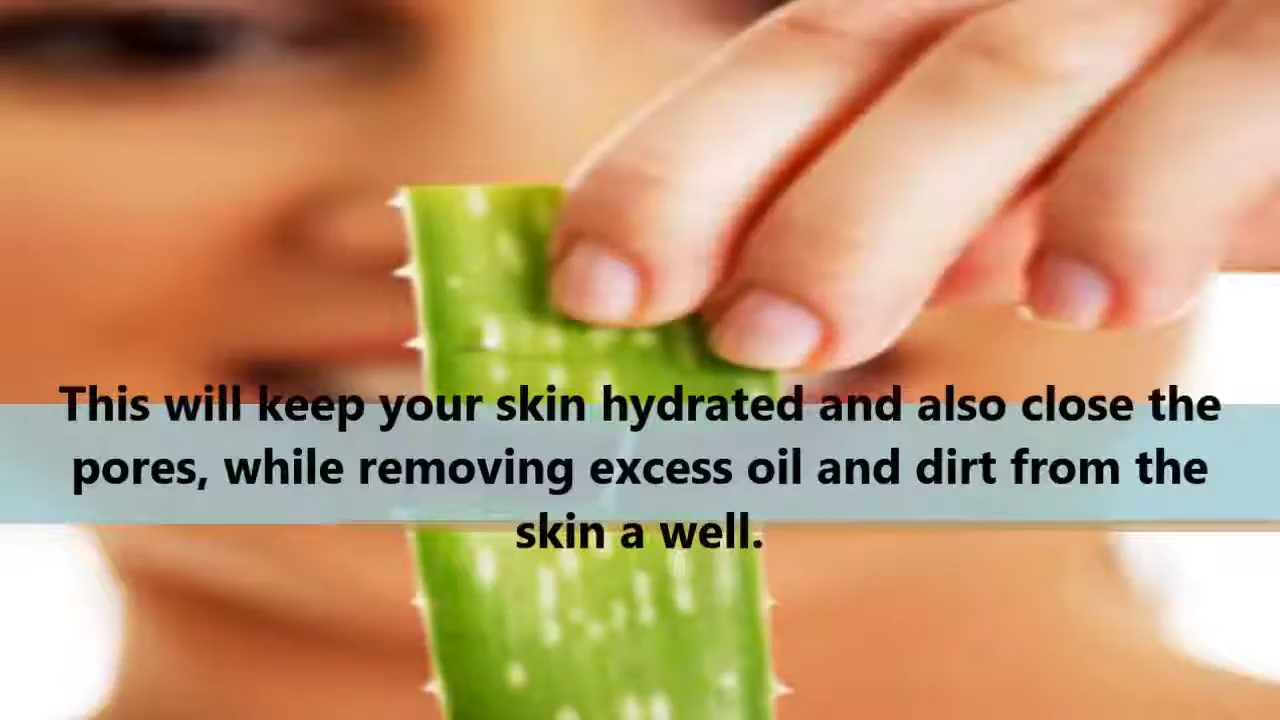 This will keep your skin hydrated and also close the
pores, while removing excess oil and dirt from the
skin a well.